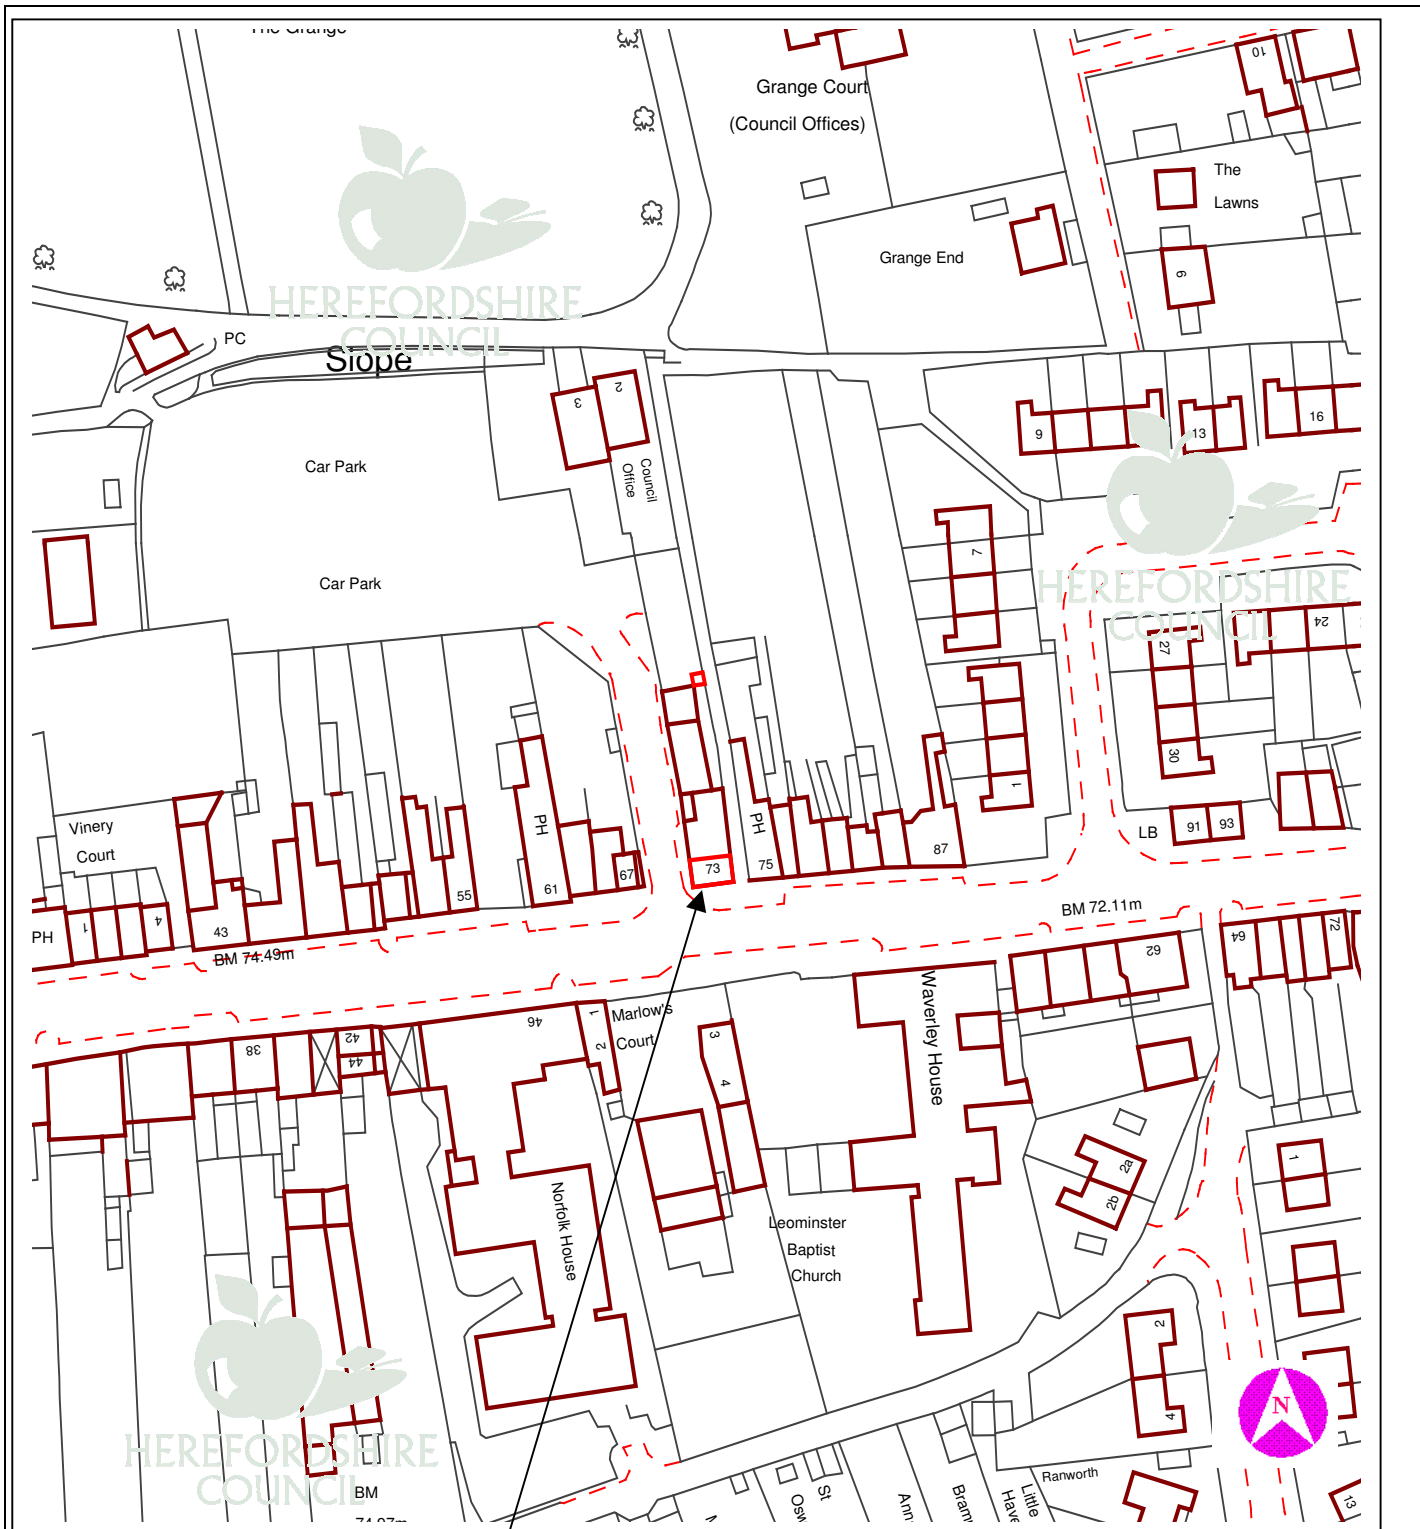 The Grange
Grange Court
(Council Offices)
10
The
Lawns
Grange End
9
HEREFORDSHIRE
COUNCIL
PC
Slope
3
2
Council
Office
Car Park
Car Park
9
13
16
7
HEREFORDSHIRE
COUNCIL
27
24
30
1
Vinery
Court
PH
PH
LB
91
93
87
75
73
67
61
55
43
4
1
PH
BM 74.49m
BM 72.11m
62
64
72
46
1
2
Marlow's
Court
3
4
Waverley House
38
42
44
Norfolk House
Leominster
Baptist
Church
2a
2b
1
2
4
N
HEREFORDSHIRE
COUNCIL
BM
Ranworth
Little
St
13